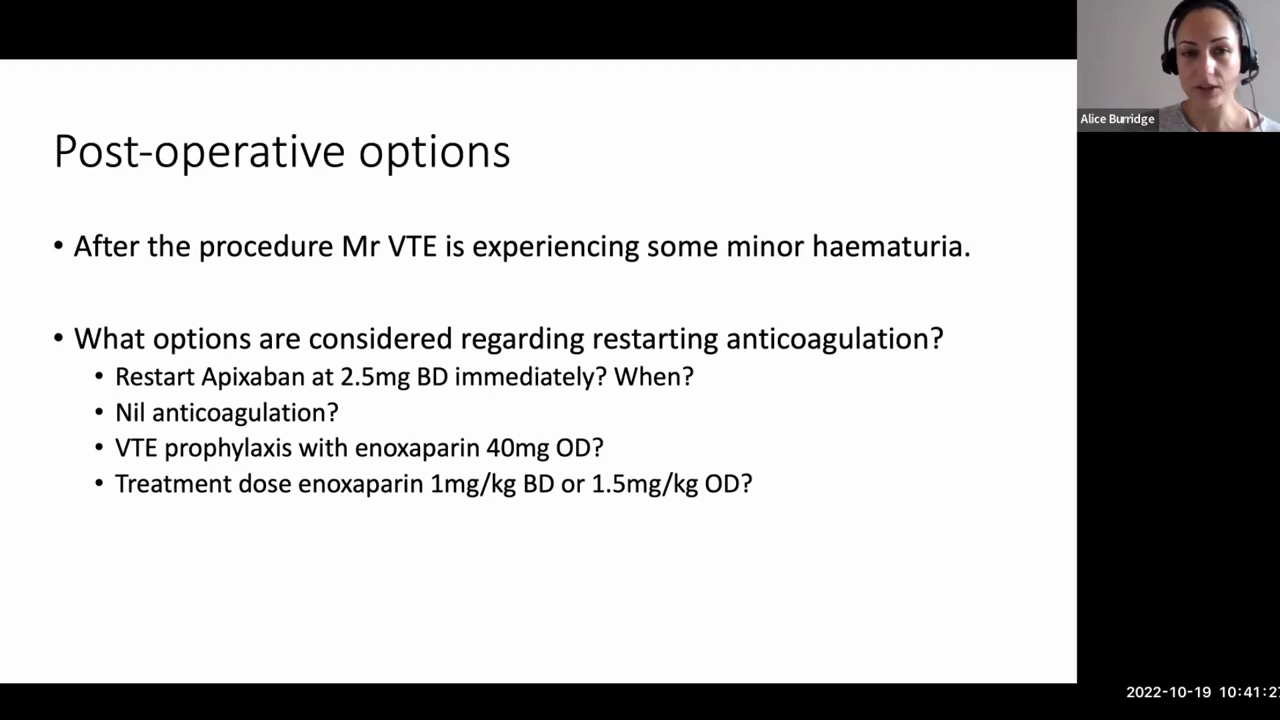 Post-operative options
• After the procedure Mr VTE is experiencing some minor haematuria.
• What options are considered regarding restarting anticoagulation?
• Restart Apixaban at 2.5mg BD immediately? When?
• Nil anticoagulation?
• VTE prophylaxis with enoxaparin 40mg OD?
• Treatment dose enoxaparin 1mg/kg BD or 1.5mg/kg OD?
Alice Burridge
2022-10-19 10:41:27